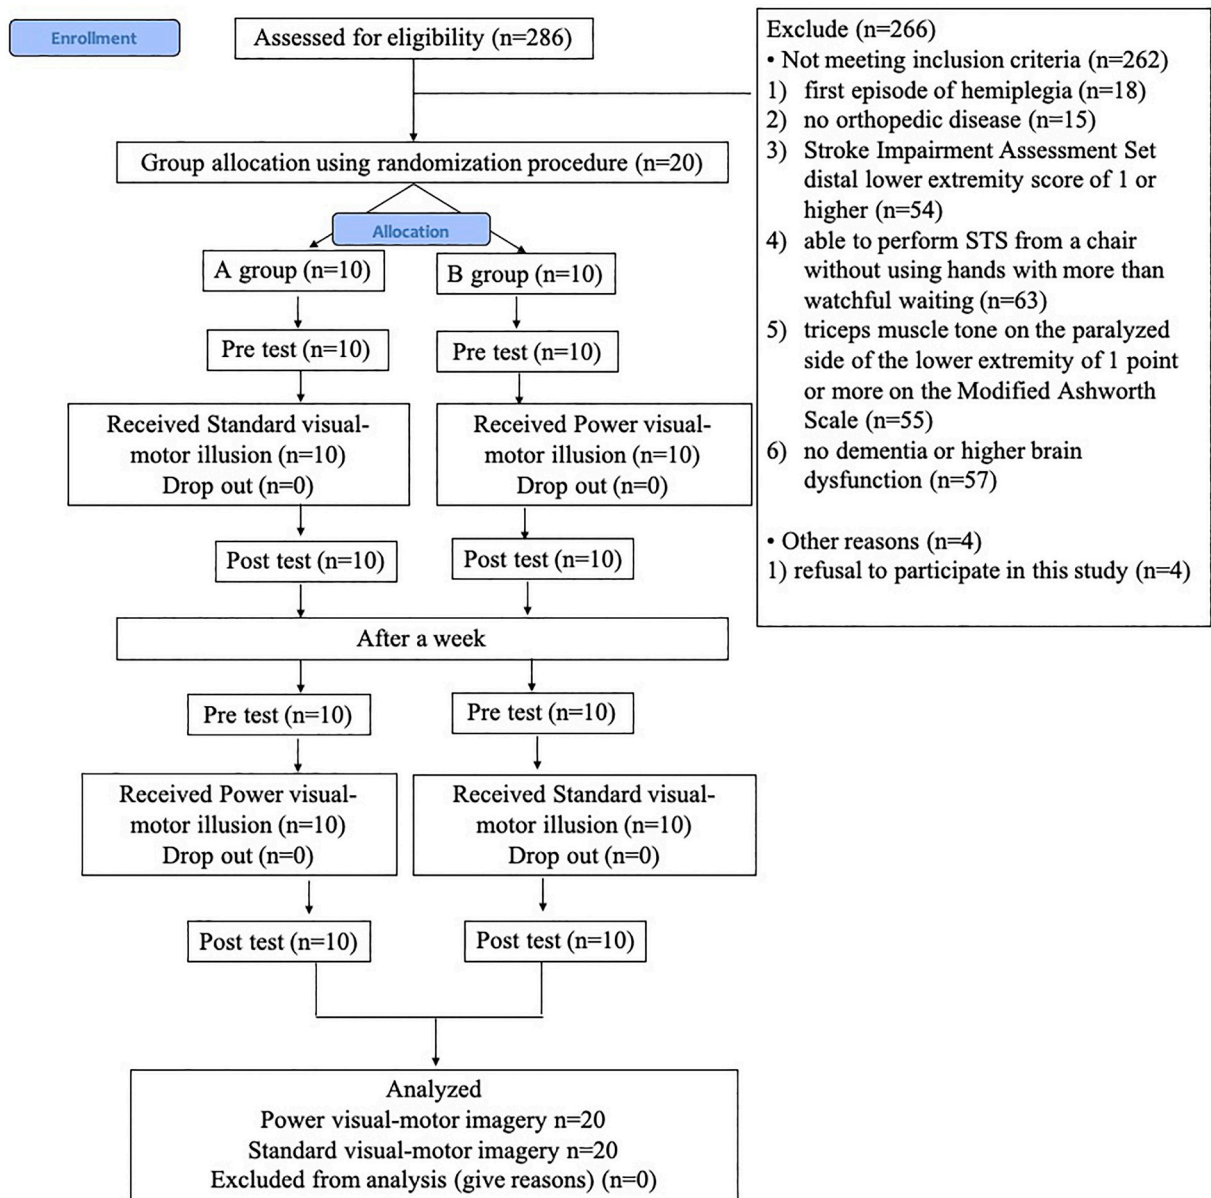 Enrollment
Assessed for eligibility (n=286)
Exclude (n=266)
• Not meeting inclusion criteria (n=262)
1) first episode of hemiplegia (n=18)
2) no orthopedic disease (n=15)
3) Stroke Impairment Assessment Set
distal lower extremity score of 1 or
higher (n=54)
4) able to perform STS from a chair
without using hands with more than
watchful waiting (n=63)
5) triceps muscle tone on the paralyzed
side of the lower extremity of 1 point
or more on the Modified Ashworth
Scale (n=55)
6) no dementia or higher brain
dysfunction (n=57)
• Other reasons (n=4)
1) refusal to participate in this study (n=4)
Group allocation using randomization procedure (n=20)
Allocation
A group (n=10)
B group (n=10)
Pre test (n=10)
Pre test (n=10)
Received Standard visual-
motor illusion (n=10)
Drop out (n=0)
Received Power visual-
motor illusion (n=10)
Drop out (n=0)
Post test (n=10)
Post test (n=10)
After a week
Pre test (n=10)
Pre test (n=10)
Received Power visual-
motor illusion (n=10)
Drop out (n=0)
Received Standard visual-
motor illusion (n=10)
Drop out (n=0)
Post test (n=10)
Post test (n=10)
Analyzed
Power visual-motor imagery n=20
Standard visual-motor imagery n=20
Excluded from analysis (give reasons) (n=0)